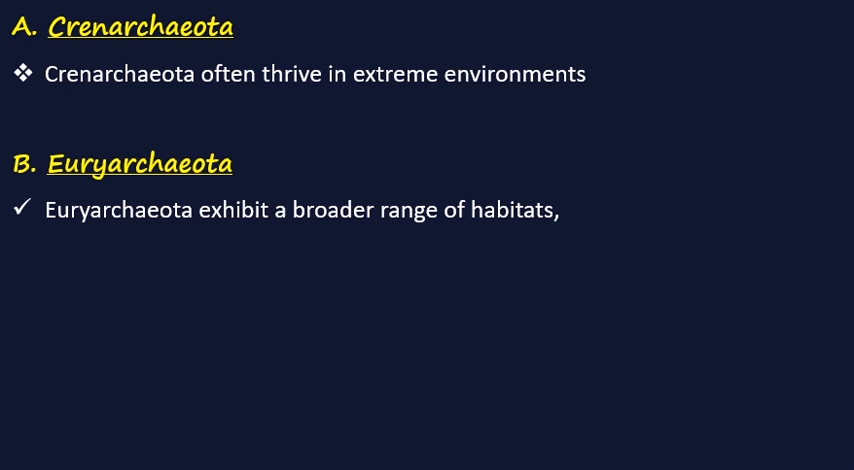 A. Crenarchaeota
❖ Crenarchaeota often thrive in extreme environments
B. Euryarchaeota
✓ Euryarchaeota exhibit a broader range of habitats,